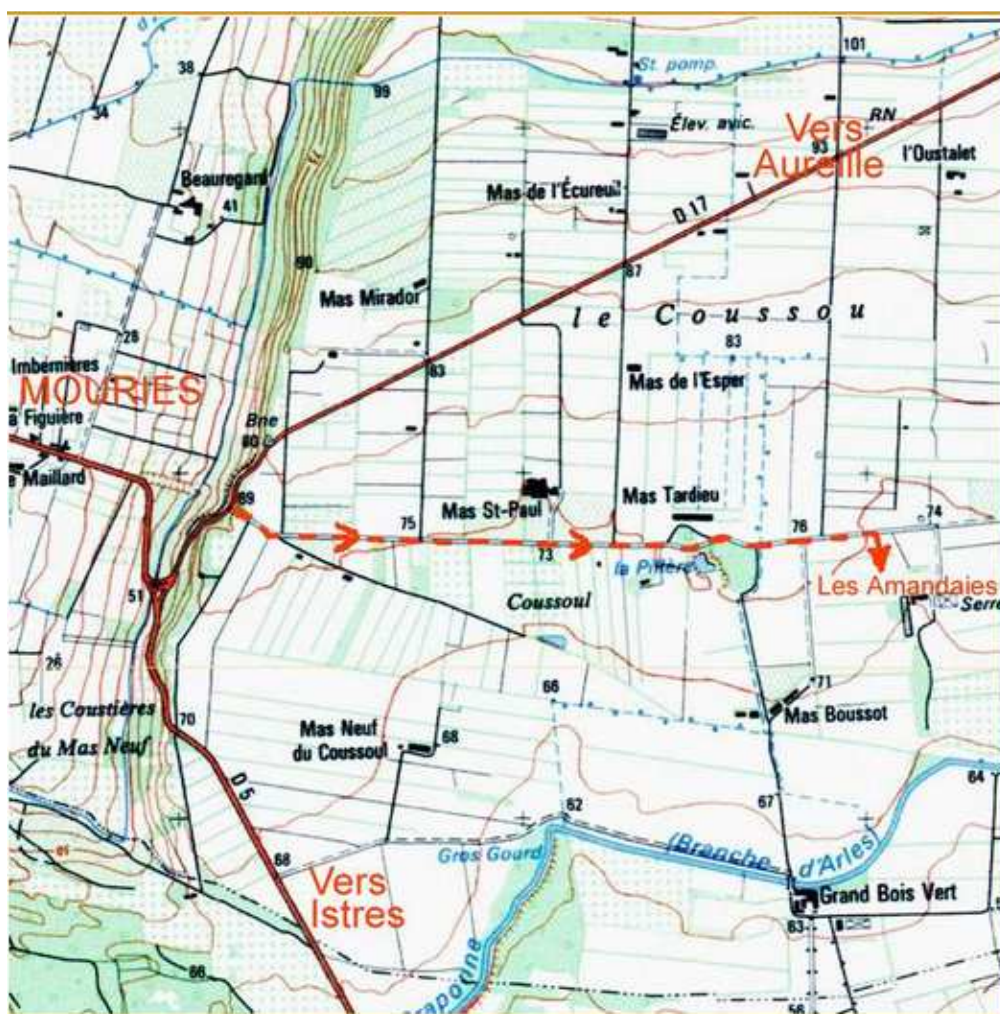 101
38
St. pomp.
99
34
RN
Élev. avic.
Vers
Aureille
93
l'Oustalet
Beauregard
Mas de l'Écureuil
41
D 17
90
87
Mas Mirador
le Coussou
28
83
83
Imbernières
Mas de l'Esper
MOURIES
Figuière
Bne
80
Maillard
89
Mas St-Paul
Mas Tardieu
75
76
74
73
la Pilière
Les Amandaies
51
Coussoul
Serre
26
66
71
les Coustières
du Mas Neuf
70
Mas Neuf
du Coussoul
68
Mas Boussot
D 5
67
64
62
Gros Gourd
(Branche d'Arles)
68
Grand Bois Vert
Vers
Istres
63
66
56